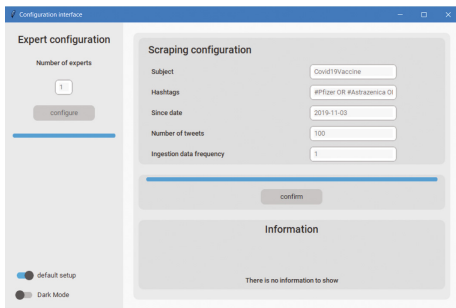 Configuration interface
Expert configuration
Number of experts
1
configure
default setup
Dark Mode
Scraping configuration
Subject
Covid19Vaccine
Hashtags
#Pfizer OR #Astrazenica OI
Since date
2019-11-03
Number of tweets
100
Ingestion data frequency
1
confirm
Information
There is no information to show